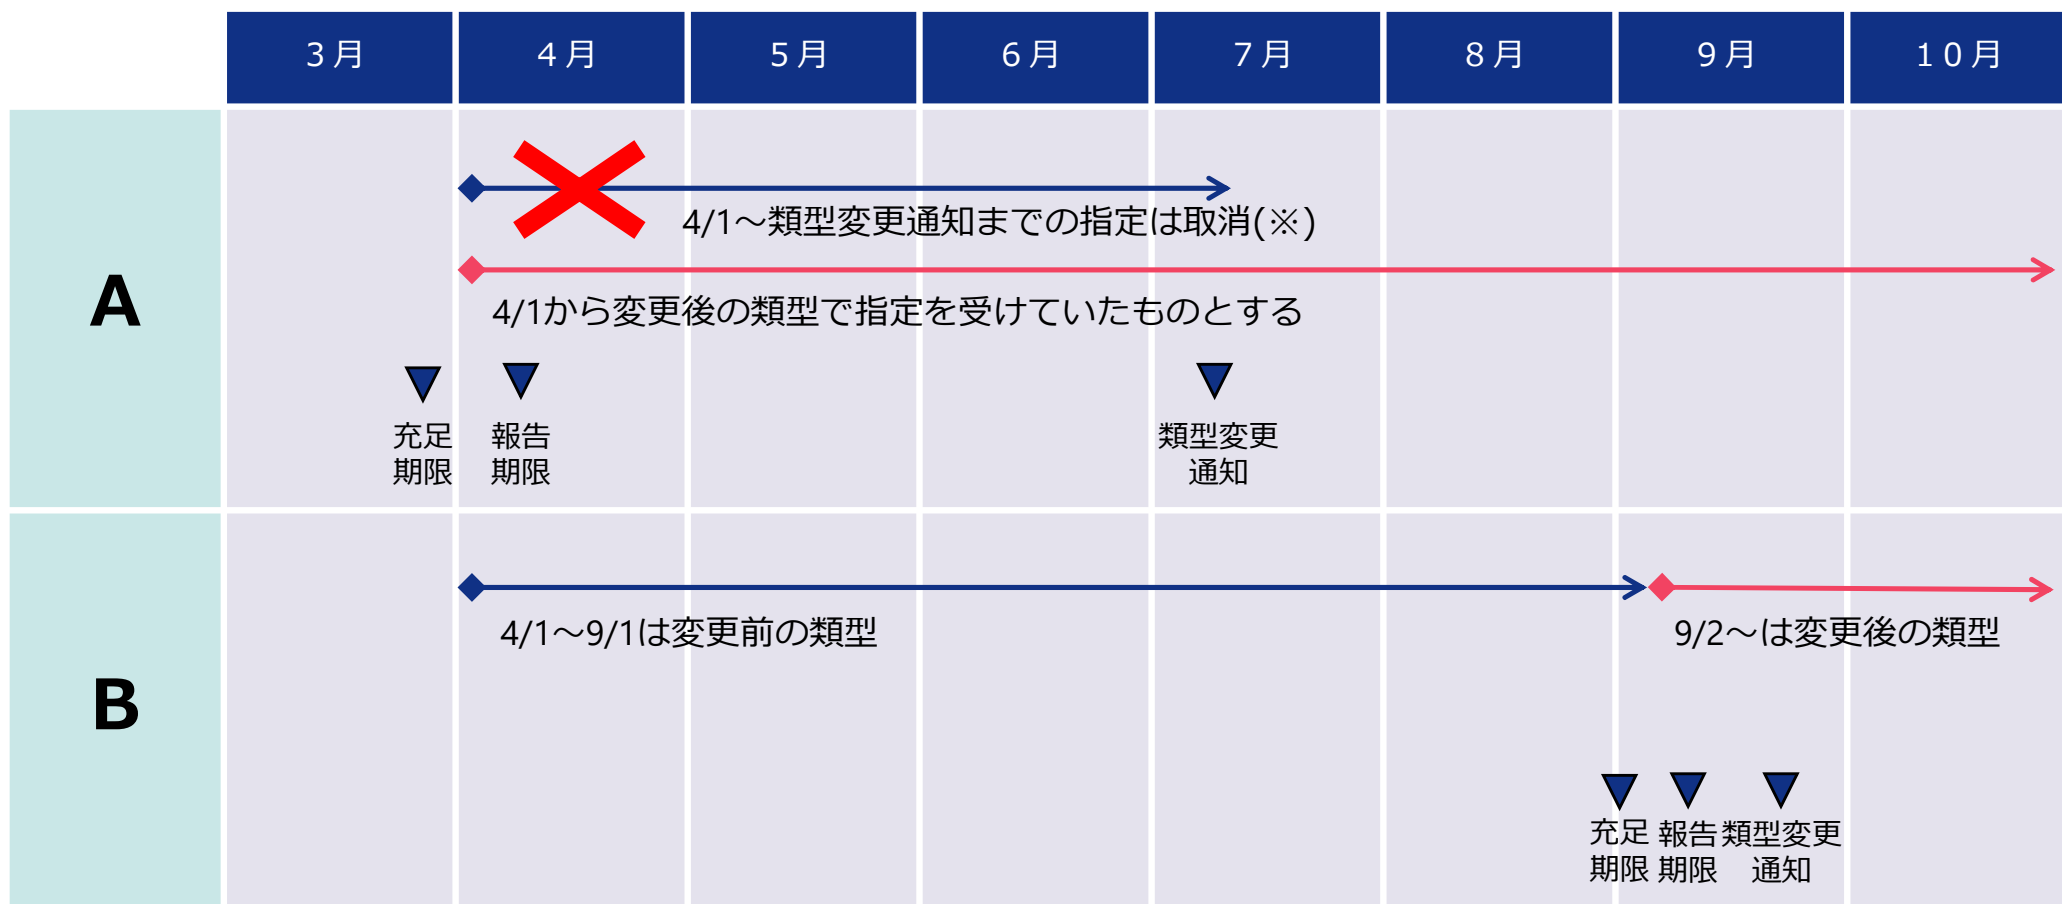 3月
4月
5月
6月
7月
8月
9月
10月
A
4/1～類型変更通知までの指定は取消(※)
4/1から変更後の類型で指定を受けていたものとする
充足
期限
報告
期限
類型変更
通知
B
4/1～9/1は変更前の類型
9/2～は変更後の類型
充足
期限
報告
期限
類型変更
通知